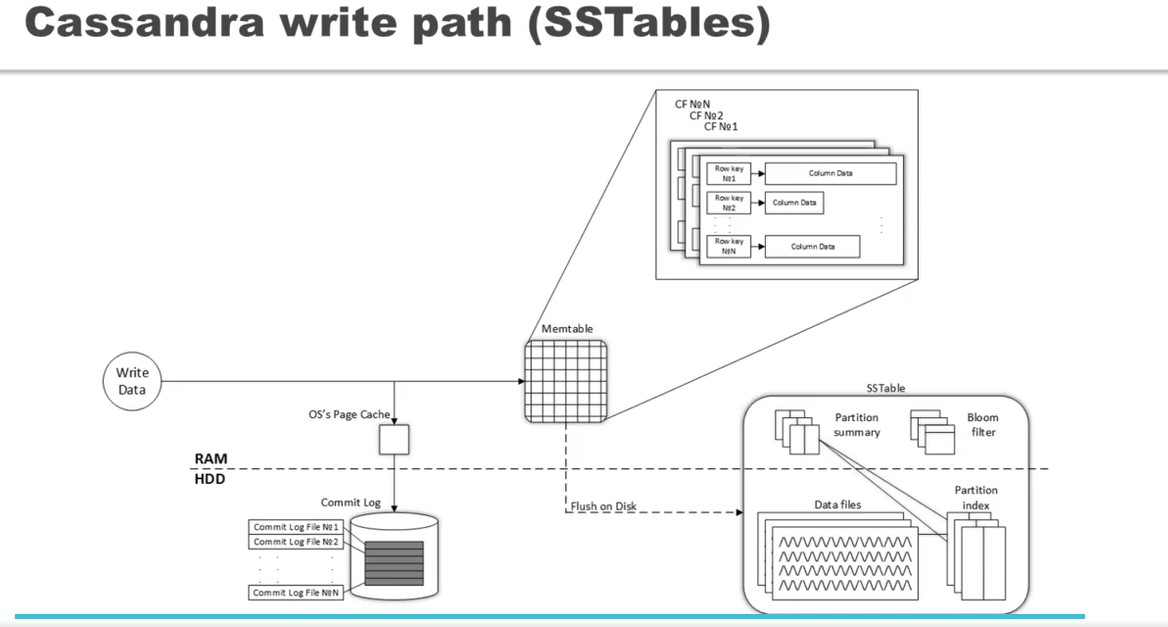 Cassandra write path (SSTables)
CF №N
CF №2
CF №1
Row key
№1
Column Data
Row key
№2
Column Data
Row key
№N
Column Data
Memtable
Write
Data
OS's Page Cache
RAM
HDD
Commit Log
Commit Log File №1
Commit Log File №2
Commit Log File №N
Flush on Disk
SSTable
Partition
summary
Bloom
filter
Data files
Partition
index